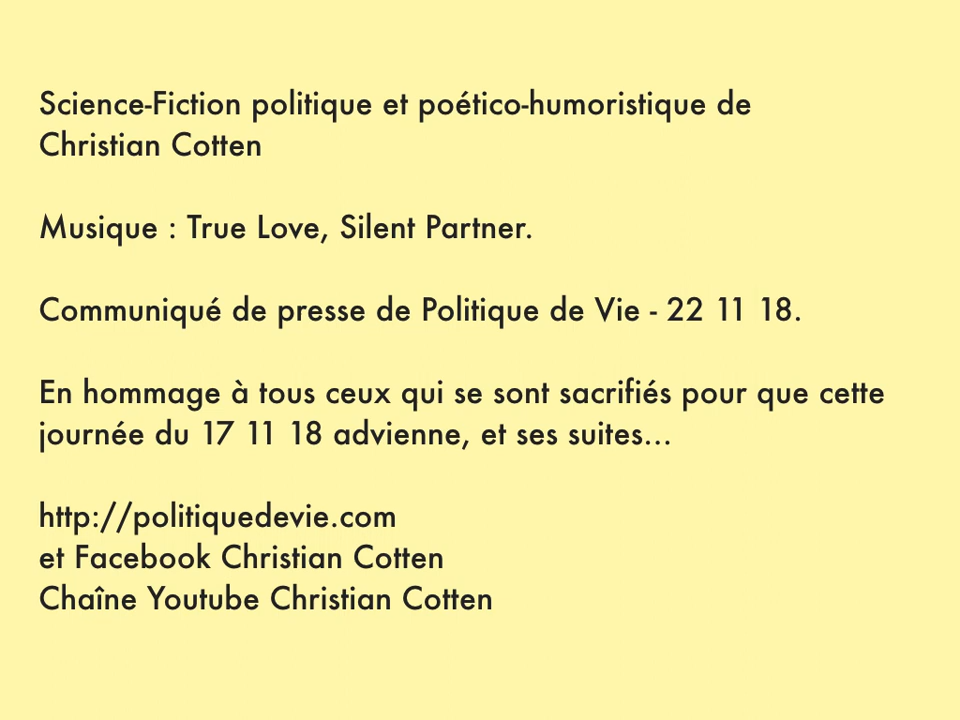 Science-Fiction politique et poético-humoristique de
Christian Cotten
Musique : True Love, Silent Partner.
Communiqué de presse de Politique de Vie - 22 11 18.
En hommage à tous ceux qui se sont sacrifiés pour que cette
journée du 17 11 18 advienne, et ses suites...
http://politiquedevie.com
et Facebook Christian Cotten
Chaîne Youtube Christian Cotten